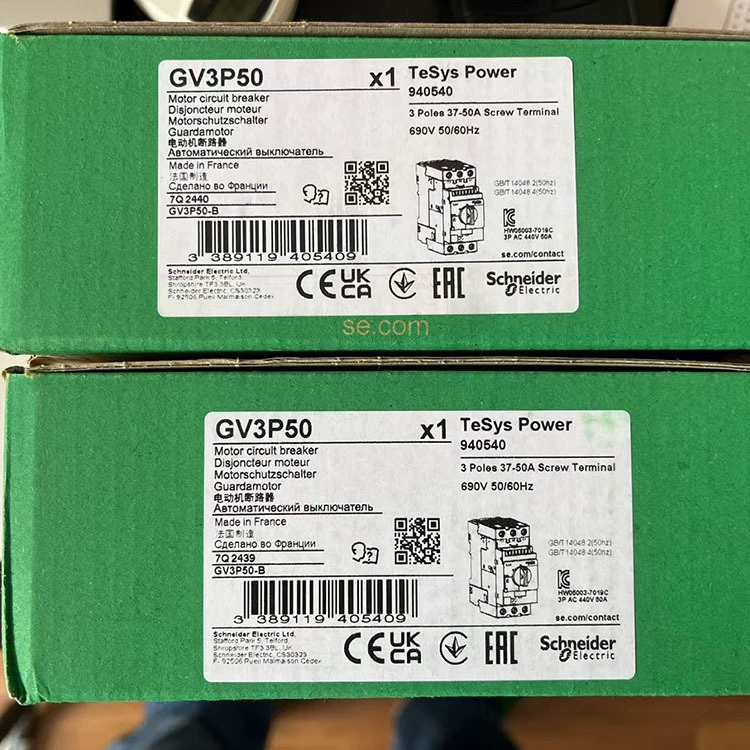 GV3P50 x1 TeSys Power
940540
Motor circuit breaker
Disjoncteur moteur
Motorschutzschalter
Guardamotor
电动机断路器
Автоматический выключатель
3 Poles 37-50A Screw Terminal
690V 50/60Hz
Made in France
法国制造
Сделано во Франции
7Q 2440
GV3P50-B
GB/T 14048.2(50hz)
GB/T 14048.4(50hz)
HW05003-7019C
3P AC 440V 50A
se.com/contact
3 389119 405409
Schneider Electric Ltd,
Stafford Park 5, Telford,
Shropshire TF3 3BL, UK
Schneider Electric, CS30323
F- 92506 Rueil Malmaison Cedex
CE UK CA EAC
Schneider Electric
se.com
GV3P50 x1 TeSys Power
940540
Motor circuit breaker
Disjoncteur moteur
Motorschutzschalter
Guardamotor
电动机断路器
Автоматический выключатель
3 Poles 37-50A Screw Terminal
690V 50/60Hz
Made in France
法国制造
Сделано во Франции
7Q 2439
GV3P50-B
GB/T 14048.2(50hz)
GB/T 14048.4(50hz)
HW05003-7019C
3P AC 440V 50A
se.com/contact
3 389119 405409
Schneider Electric Ltd,
Stafford Park 5, Telford,
Shropshire TF3 3BL, UK
Schneider Electric, CS30323
F- 92506 Rueil Malmaison Cedex
CE UK CA EAC
Schneider Electric